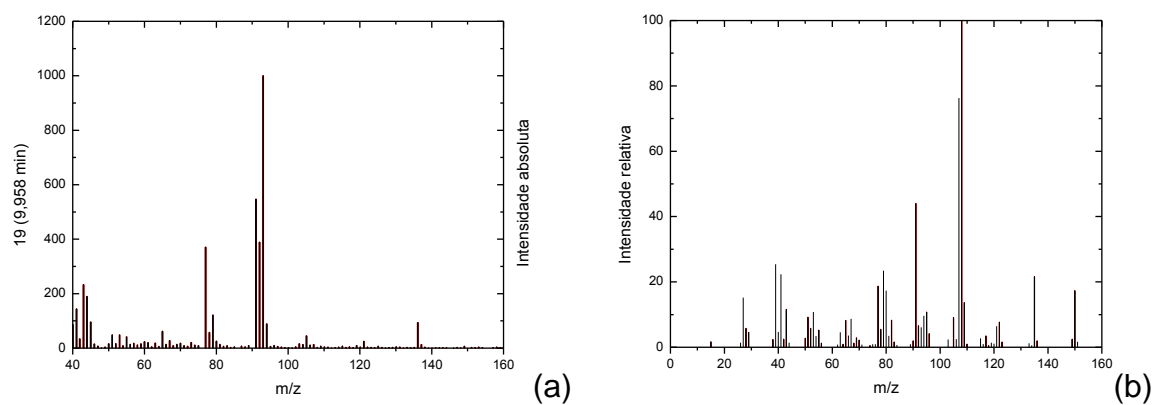 1200
1000
800
600
400
200
0
40 60 80 100 120 140 160
m/z
19 (9,958 min)
Intensidade absoluta
(a)
100
80
60
40
20
0
0 20 40 60 80 100 120 140 160
m/z
Intensidade relativa
(b)